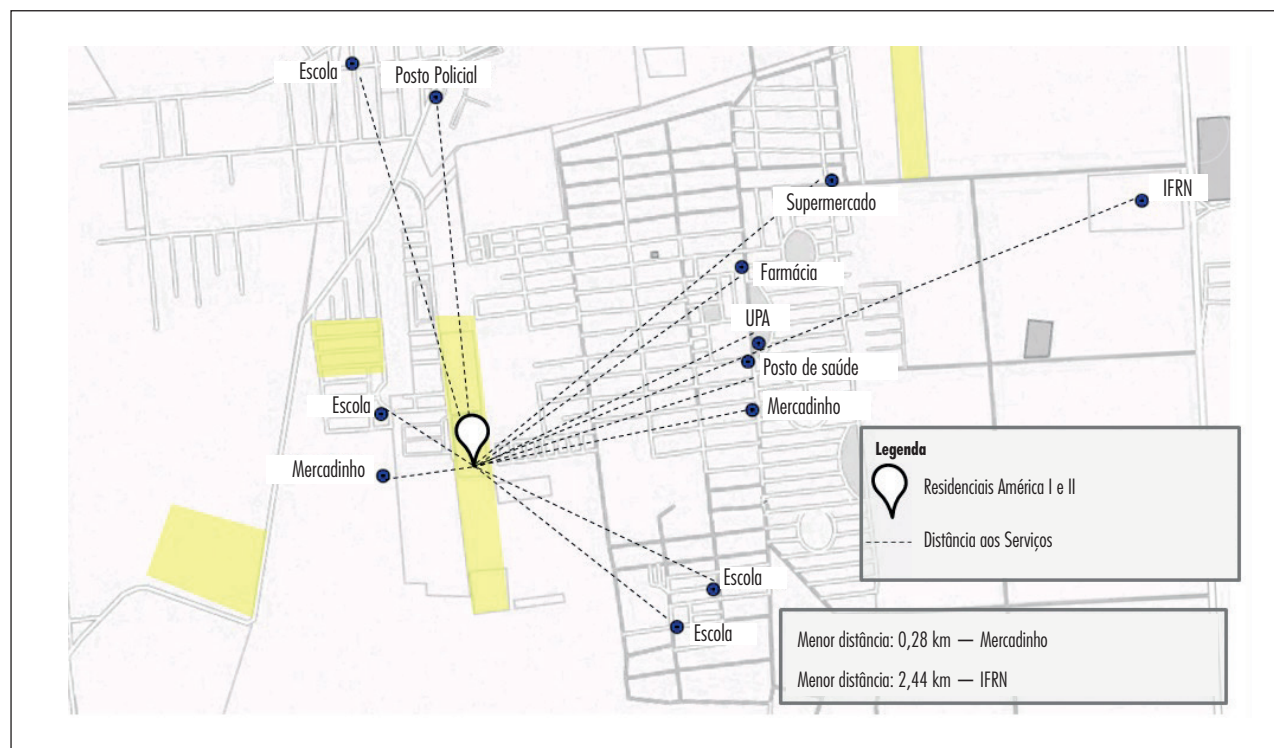 Escola
Posto Policial
IFRN
Supermercado
Farmácia
UPA
Posto de saúde
Escola
Mercadinho
Mercadinho
Legenda
Residenciais América I e II
Distância aos Serviços
Escola
Escola
Menor distância: 0,28 km — Mercadinho
Menor distância: 2,44 km — IFRN